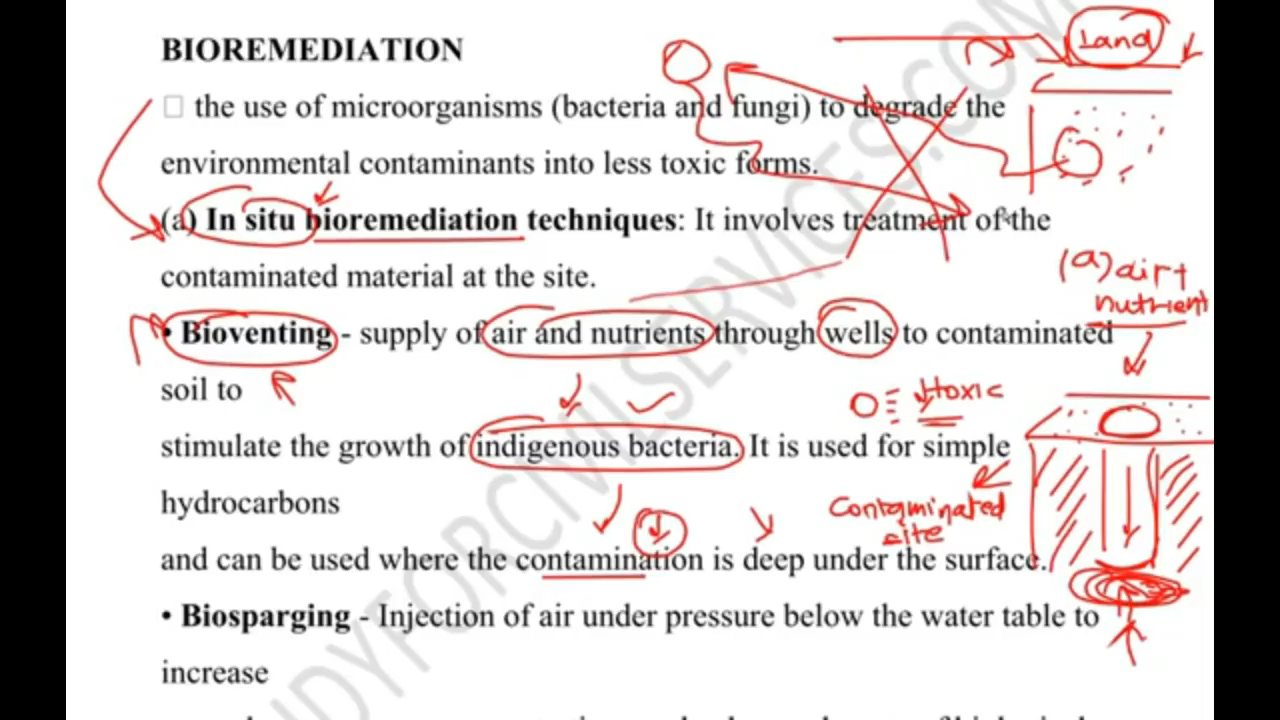 BIOREMEDIATION
Land
the use of microorganisms (bacteria and fungi) to degrade the
environmental contaminants into less toxic forms.
(a) In situ bioremediation techniques: It involves treatment of the
contaminated material at the site.
(a) air +
nutrient
• Bioventing - supply of air and nutrients through wells to contaminated
soil to
toxic
stimulate the growth of indigenous bacteria. It is used for simple
hydrocarbons
Contaminated
site
and can be used where the contamination is deep under the surface.
• Biosparging - Injection of air under pressure below the water table to
increase
UDYFORCIVILSERVICES.COM